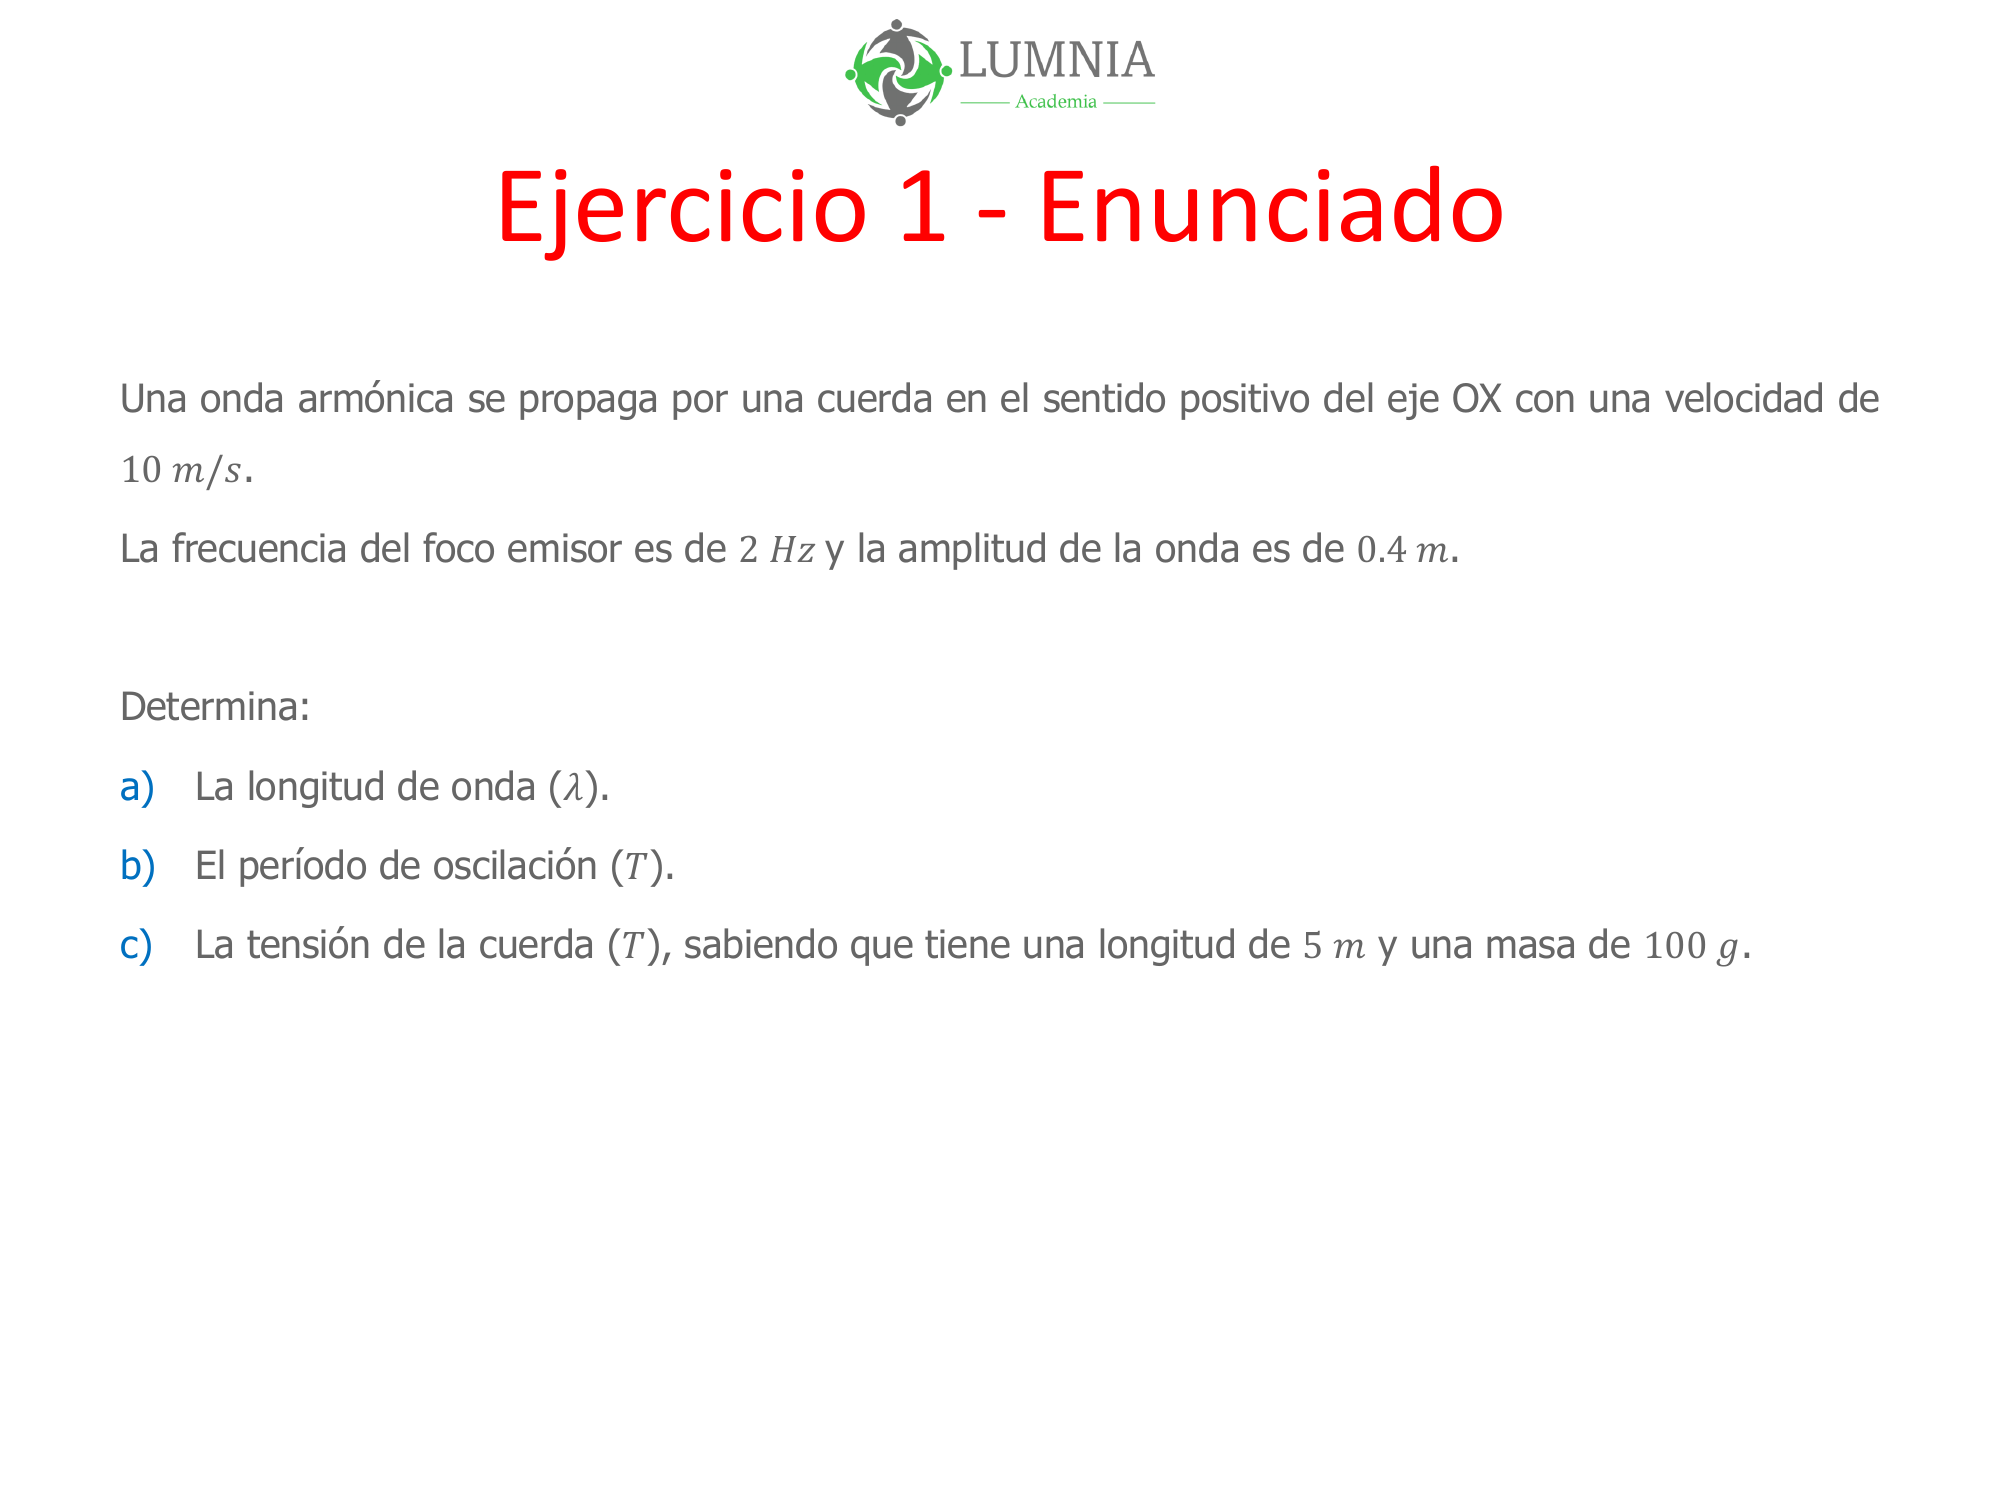 LUMNIA
Academia
Ejercicio 1 - Enunciado
Una onda armónica se propaga por una cuerda en el sentido positivo del eje OX con una velocidad de
10 m/s.
La frecuencia del foco emisor es de 2 Hz y la amplitud de la onda es de 0.4 m.
Determina:
a) La longitud de onda (λ).
b) El período de oscilación (T).
c) La tensión de la cuerda (T), sabiendo que tiene una longitud de 5 m y una masa de 100 g.